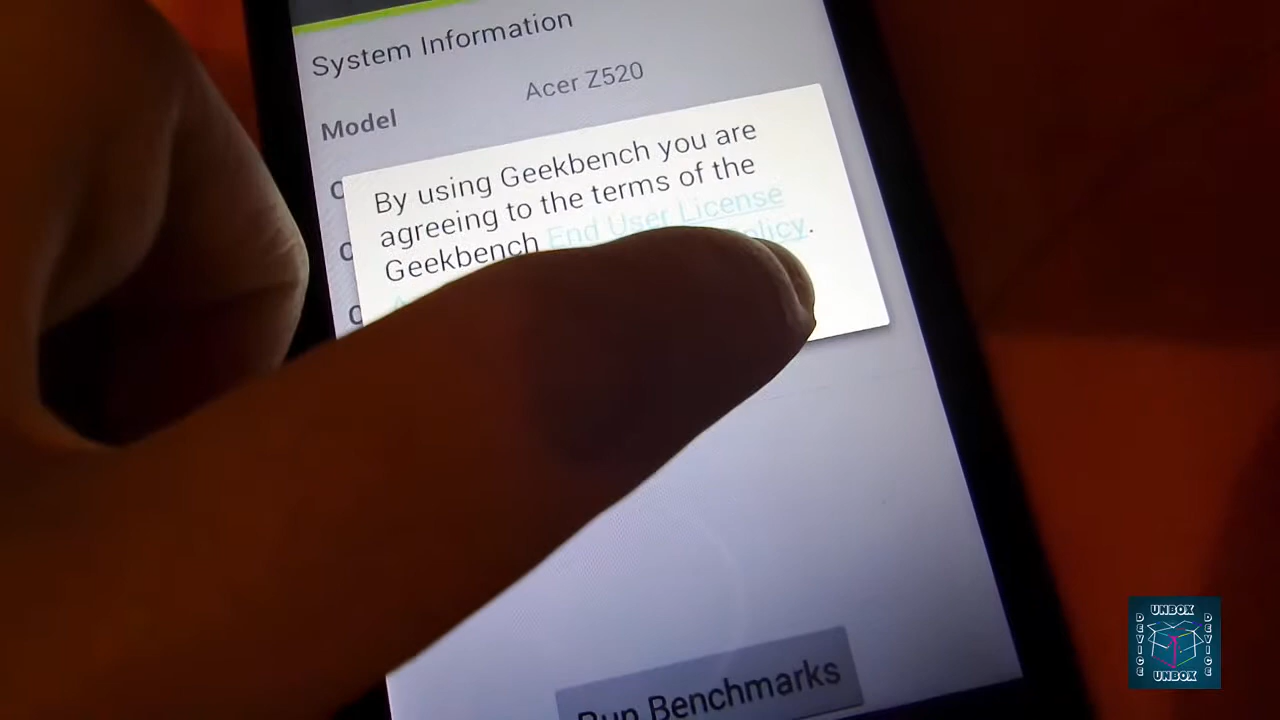 System Information
Model
Acer Z520
By using Geekbench you are
agreeing to the terms of the
Geekbench End User License
Policy.
Run Benchmarks
UNBOX
DEVICE
DEVICE
UNBOX